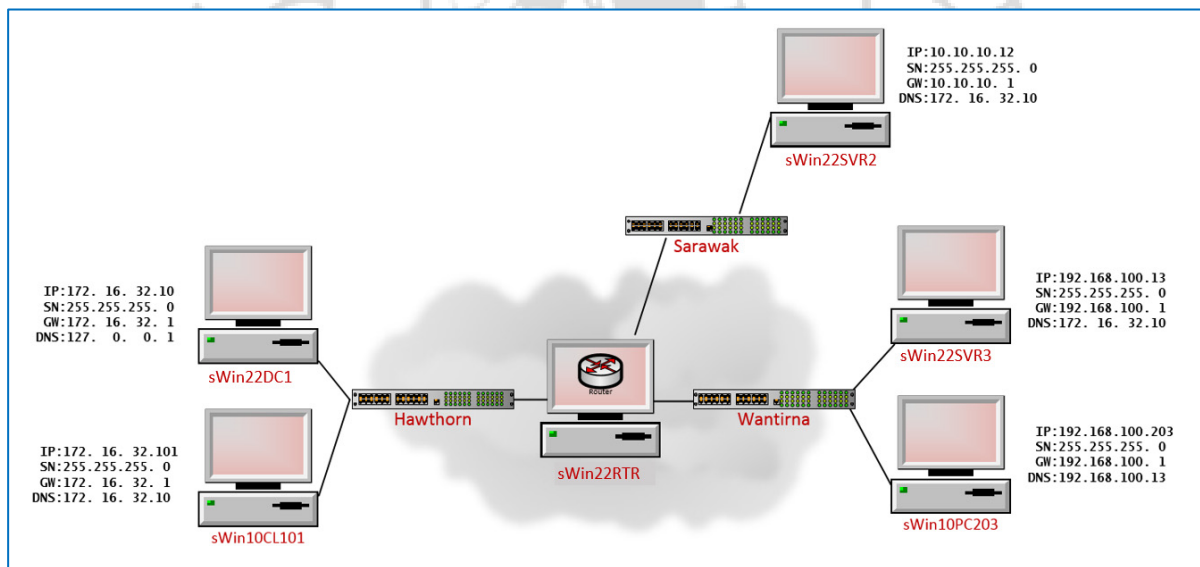 IP:10.10.10.12
SN:255.255.255. 0
GW:10.10.10. 1
DNS:172. 16. 32.10
sWin22SVR2
Sarawak
IP:172. 16. 32.10
SN:255.255.255. 0
GW:172. 16. 32. 1
DNS:127. 0. 0. 1
sWin22DC1
IP:192.168.100.13
SN:255.255.255. 0
GW:192.168.100. 1
DNS:172. 16. 32.10
sWin22SVR3
Router
Hawthorn
Wantirna
sWin22RTR
IP:172. 16. 32.101
SN:255.255.255. 0
GW:172. 16. 32. 1
DNS:172. 16. 32.10
sWin10CL101
IP:192.168.100.203
SN:255.255.255. 0
GW:192.168.100. 1
DNS:192.168.100.13
sWin10PC203